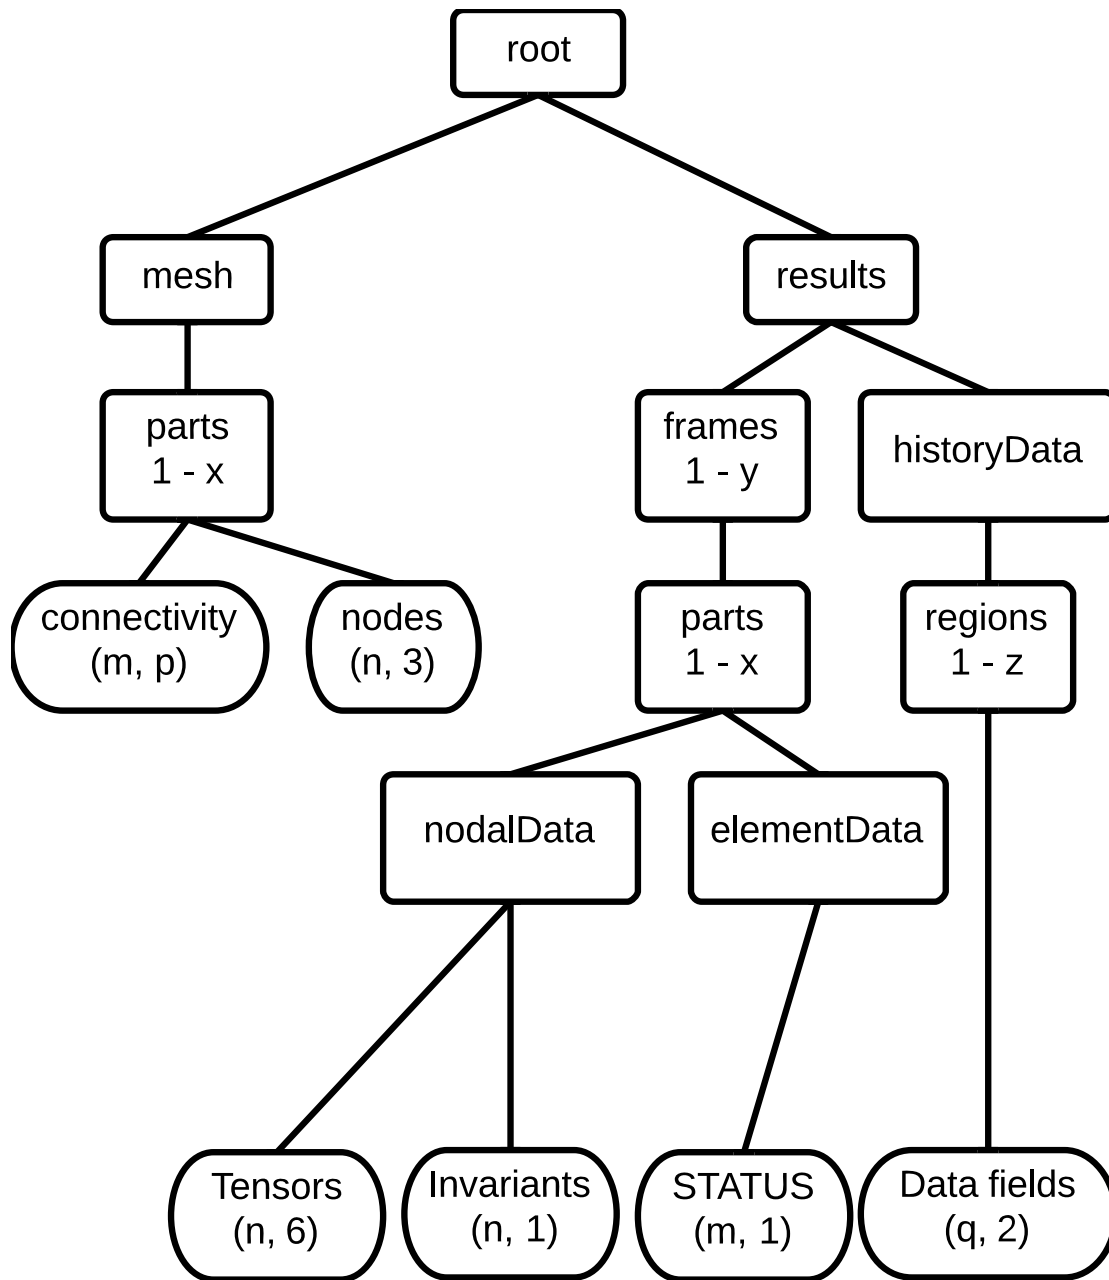 root
mesh
results
parts
1 - x
frames
1 - y
historyData
connectivity
(m, p)
nodes
(n, 3)
parts
1 - x
regions
1 - z
nodalData
elementData
Tensors
(n, 6)
Invariants
(n, 1)
STATUS
(m, 1)
Data fields
(q, 2)